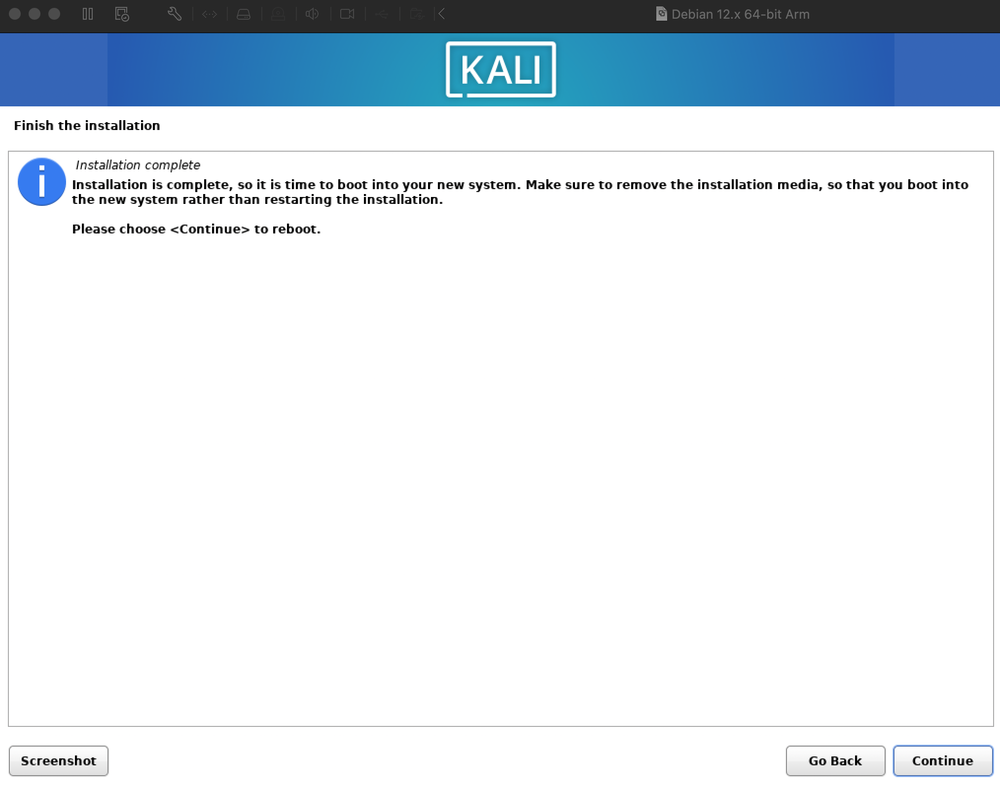 Debian 12.x 64-bit Arm
KALI
Finish the installation
Installation complete
Installation is complete, so it is time to boot into your new system. Make sure to remove the installation media, so that you boot into
the new system rather than restarting the installation.
Please choose <Continue> to reboot.
Screenshot
Go Back
Continue